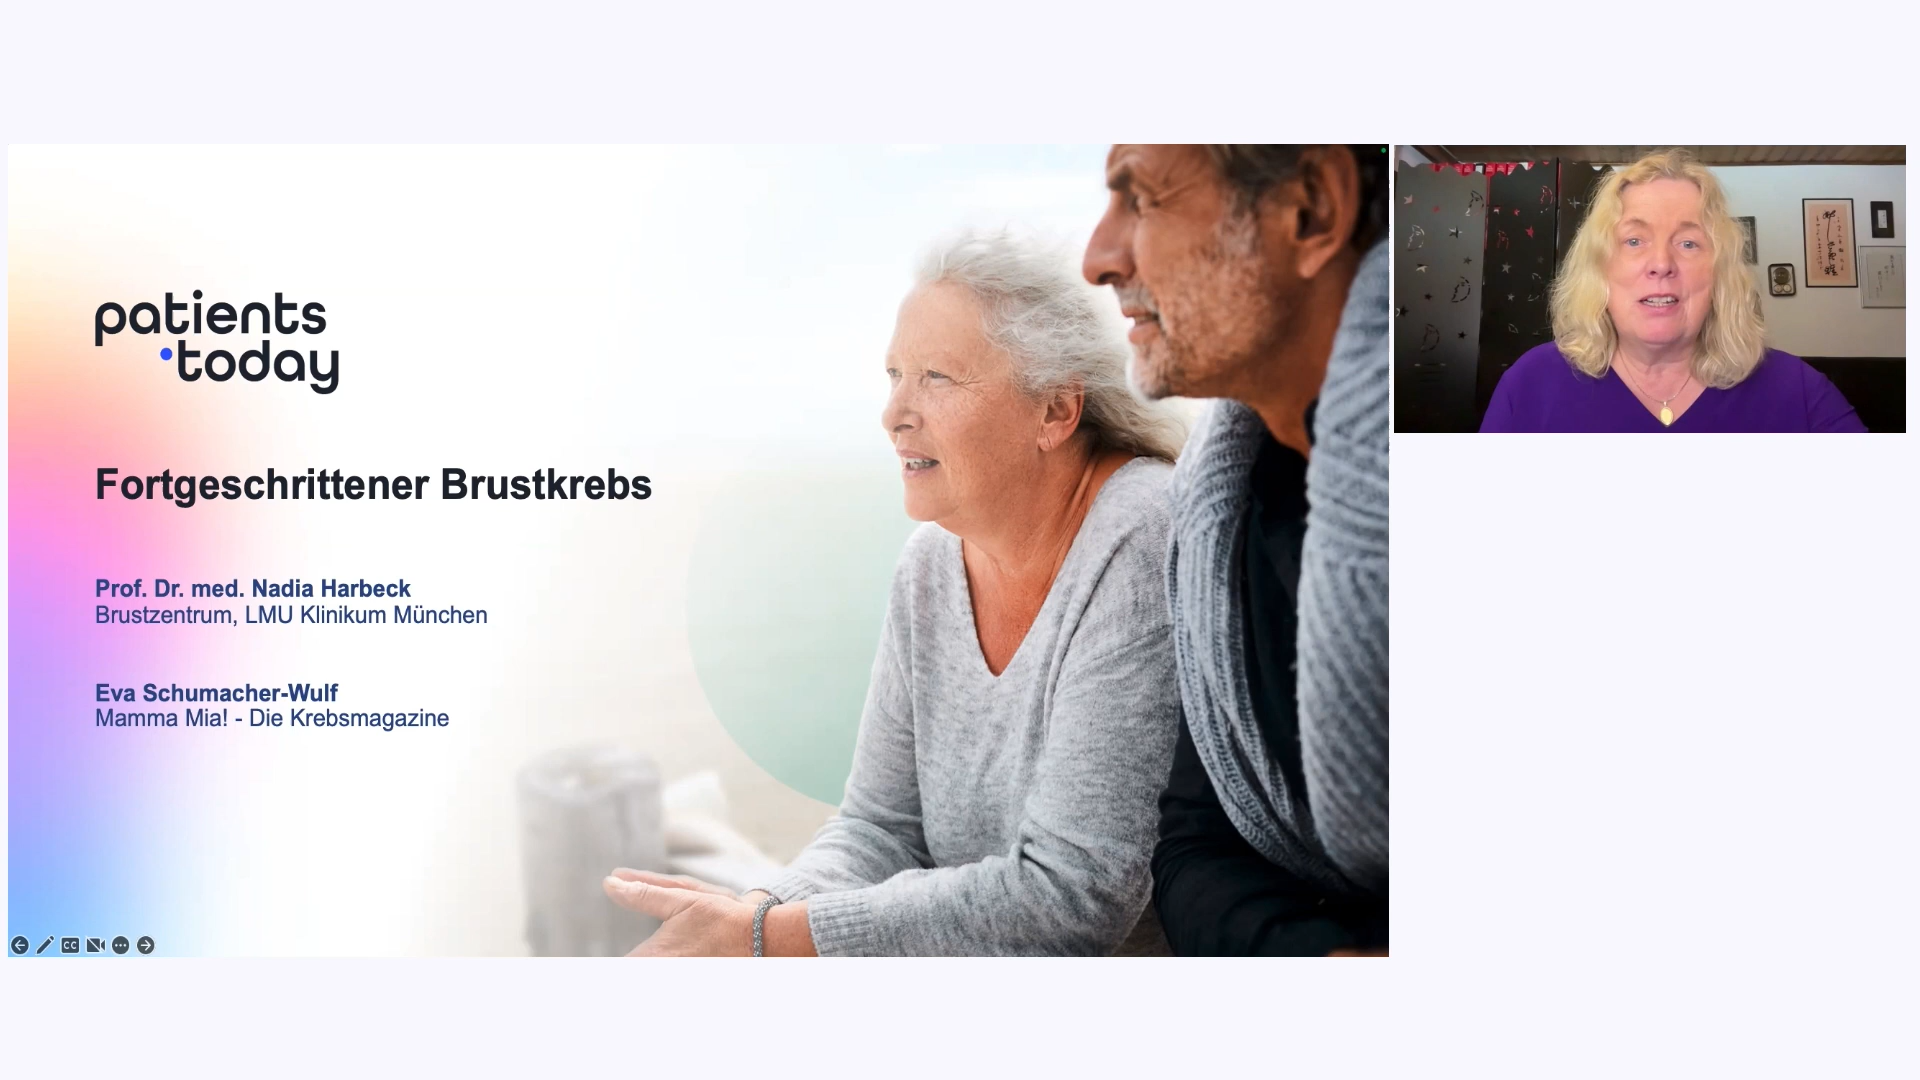 patients
today
Fortgeschrittener Brustkrebs
Prof. Dr. med. Nadia Harbeck
Brustzentrum, LMU Klinikum München
Eva Schumacher-Wulf
Mamma Mia! - Die Krebsmagazine
CC